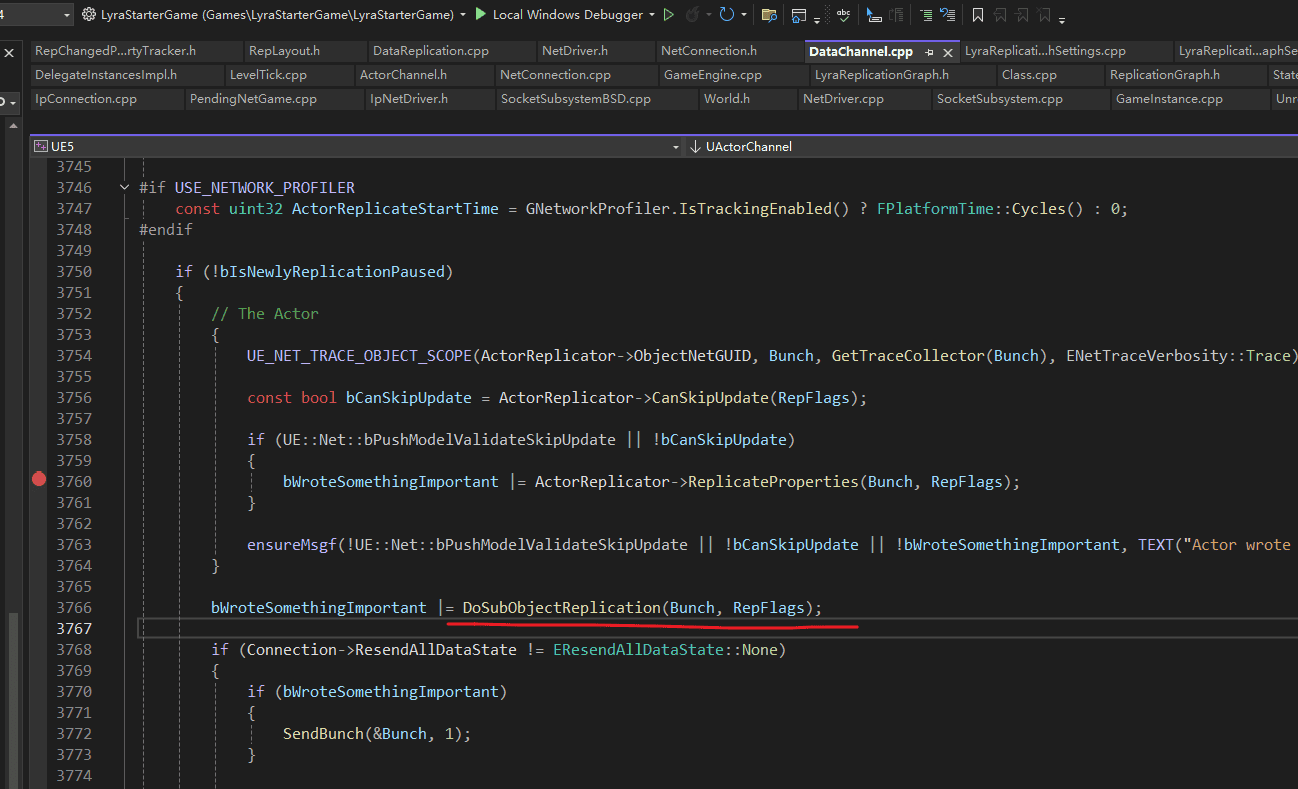 LyraStarterGame (Games\LyraStarterGame\LyraStarterGame) Local Windows Debugger
RepChangedP...rtyTracker.h RepLayout.h DataReplication.cpp NetDriver.h NetConnection.h DataChannel.cpp LyraReplicati...hSettings.cpp LyraReplicati...aphSe
DelegateInstancesImpl.h LevelTick.cpp ActorChannel.h NetConnection.cpp GameEngine.cpp LyraReplicationGraph.h Class.cpp ReplicationGraph.h State
IpConnection.cpp PendingNetGame.cpp IpNetDriver.h SocketSubsystemBSD.cpp World.h NetDriver.cpp SocketSubsystem.cpp GameInstance.cpp Unr
UE5 UActorChannel
3745
3746 #if USE_NETWORK_PROFILER
3747 const uint32 ActorReplicateStartTime = GNetworkProfiler.IsTrackingEnabled() ? FPlatformTime::Cycles() : 0;
3748 #endif
3749
3750 if (!bIsNewlyReplicationPaused)
3751 {
3752 // The Actor
3753 {
3754 UE_NET_TRACE_OBJECT_SCOPE(ActorReplicator->ObjectNetGUID, Bunch, GetTraceCollector(Bunch), ENetTraceVerbosity::Trace)
3755
3756 const bool bCanSkipUpdate = ActorReplicator->CanSkipUpdate(RepFlags);
3757
3758 if (UE::Net::bPushModelValidateSkipUpdate || !bCanSkipUpdate)
3759 {
3760 bWroteSomethingImportant |= ActorReplicator->ReplicateProperties(Bunch, RepFlags);
3761 }
3762
3763 ensureMsgf(!UE::Net::bPushModelValidateSkipUpdate || !bCanSkipUpdate || !bWroteSomethingImportant, TEXT("Actor wrote
3764 }
3765
3766 bWroteSomethingImportant |= DoSubObjectReplication(Bunch, RepFlags);
3767
3768 if (Connection->ResendAllDataState != EResendAllDataState::None)
3769 {
3770 if (bWroteSomethingImportant)
3771 {
3772 SendBunch(&Bunch, 1);
3773 }
3774